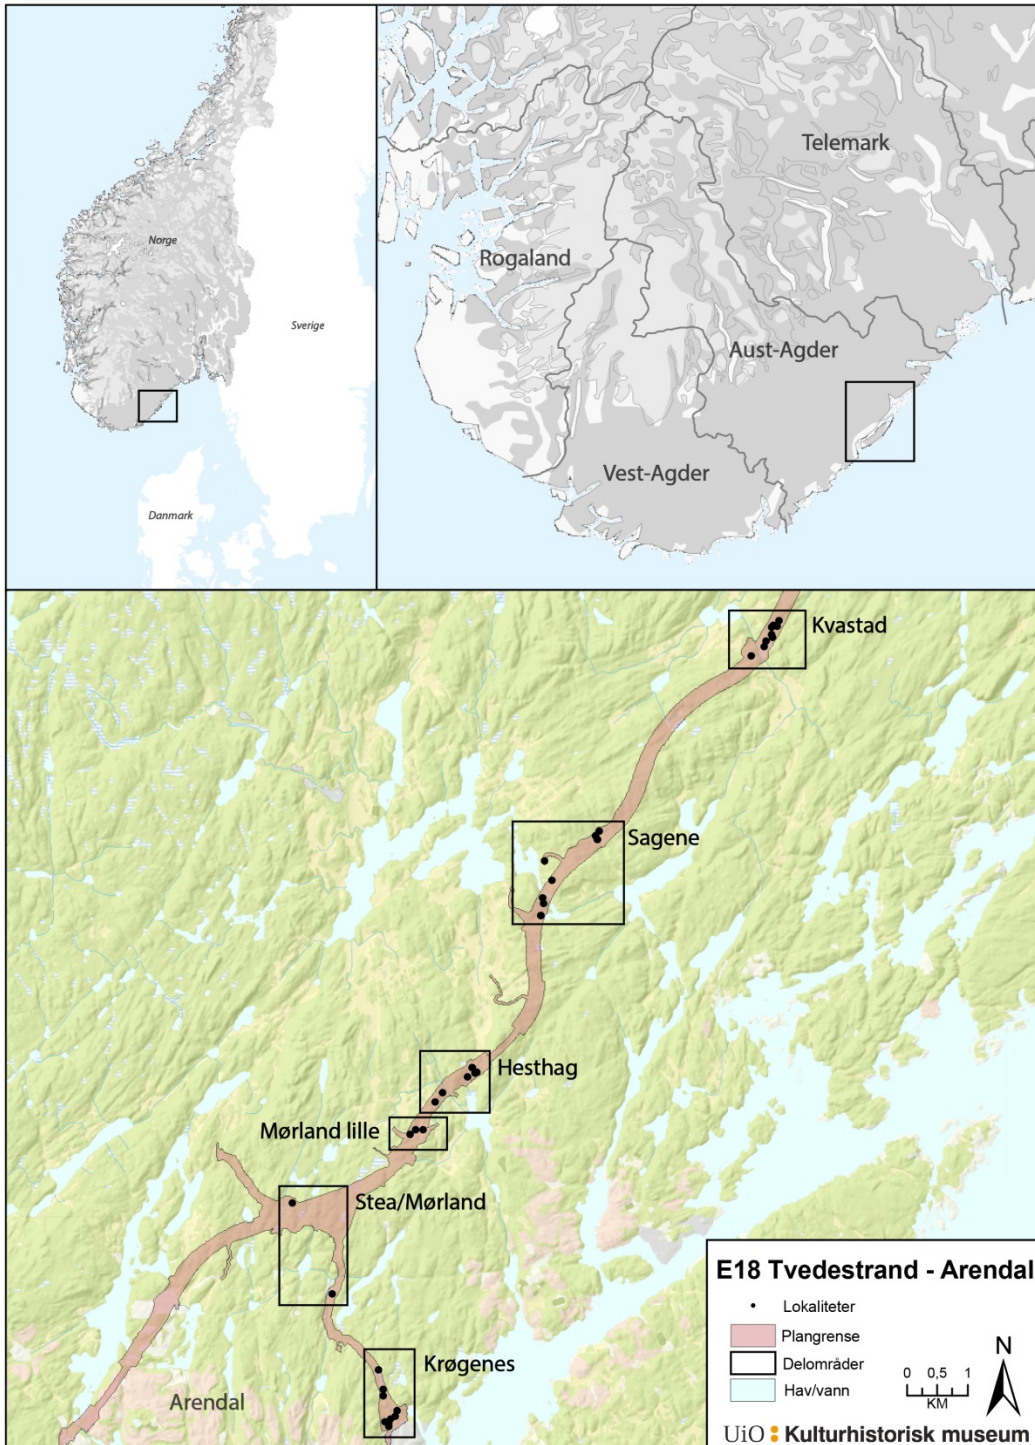 Norge
Sverige
Danmark
Telemark
Rogaland
Aust-Agder
Vest-Agder
Kvastad
Sagene
Hesthag
Mørland lille
Stea/Mørland
Krøgenes
Arendal
E18 Tvedestrand - Arendal
Lokaliteter
Plangrense
Delområder
Hav/vann
0 0,5 1
KM
N
UiO Kulturhistorisk museum